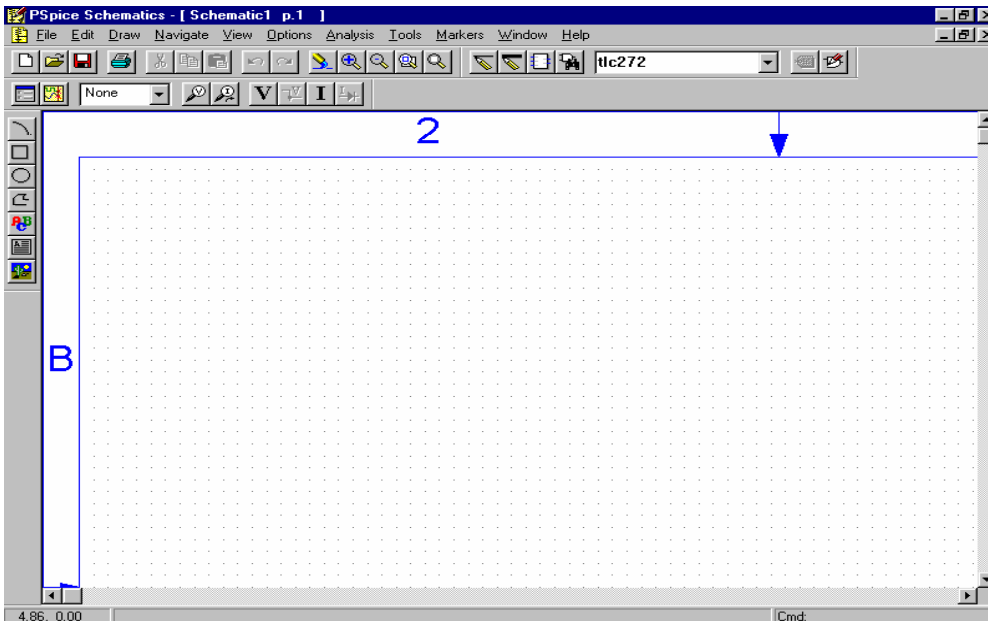 PSpice Schematics - [ Schematic1 p.1 ]
File Edit Draw Navigate View Options Analysis Tools Markers Window Help
tlc272
None V I
2
B
4.86, 0.00 Cmd: